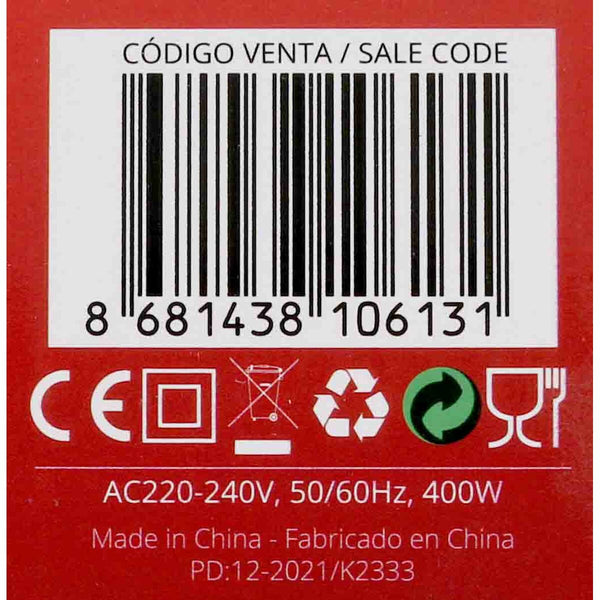 CÓDIGO VENTA / SALE CODE
8 681438 106131
CE
AC220-240V, 50/60Hz, 400W
Made in China - Fabricado en China
PD:12-2021/K2333